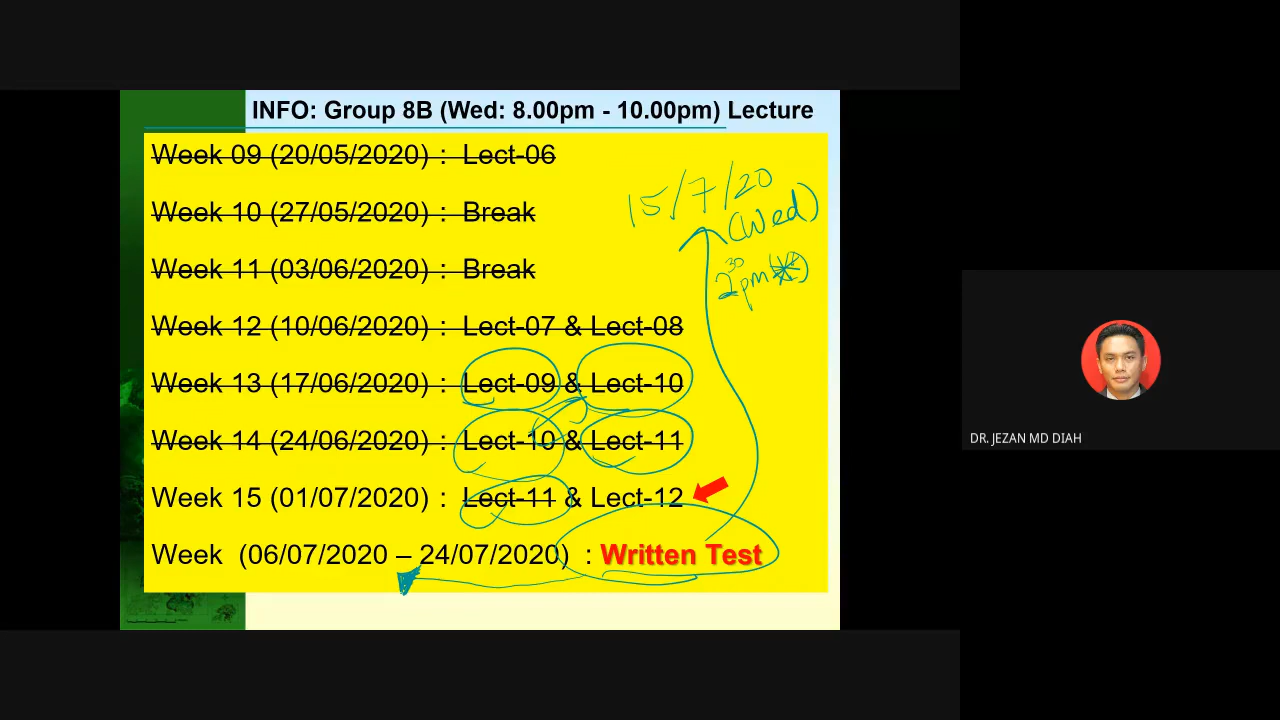 INFO: Group 8B (Wed: 8.00pm - 10.00pm) Lecture
Week 09 (20/05/2020) : Lect-06
15/7/20
(Wed)
Week 10 (27/05/2020) : Break
Week 11 (03/06/2020) : Break
2 30 pm
Week 12 (10/06/2020) : Lect-07 & Lect-08
Week 13 (17/06/2020) : Lect-09 & Lect-10
Week 14 (24/06/2020) : Lect-10 & Lect-11
Week 15 (01/07/2020) : Lect-11 & Lect-12
Week (06/07/2020 – 24/07/2020) : Written Test
DR. JEZAN MD DIAH